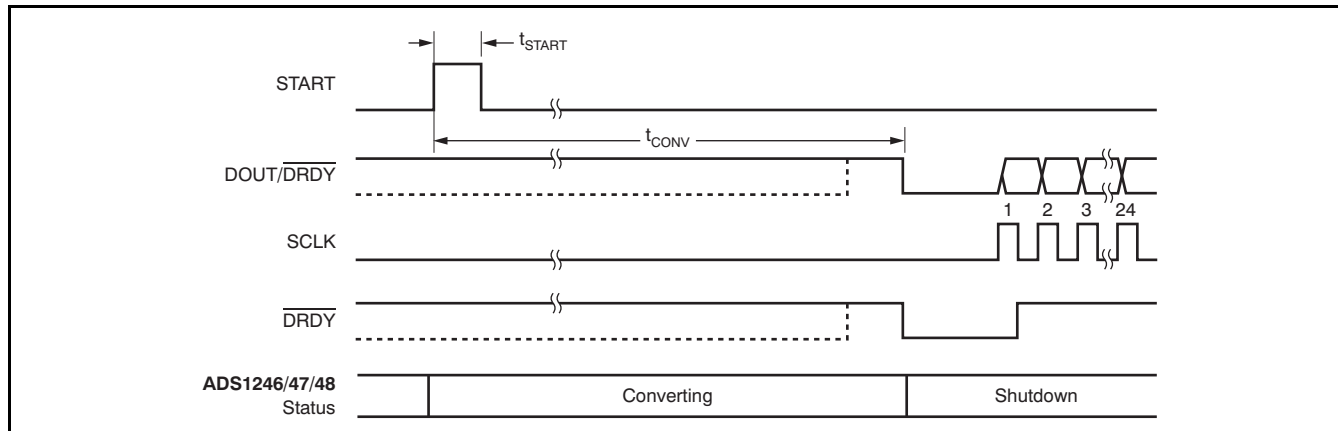 tSTART
START
tCONV
DOUT/DRDY
1 2 3 24
SCLK
DRDY
ADS1246/47/48
Status
Converting
Shutdown